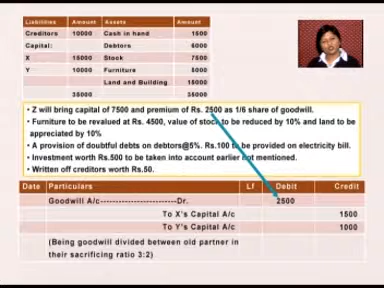 Liabilities Amount Assets Amount
Creditors 10000 Cash in hand 1500
Capital: Debtors 6000
X 15000 Stock 7500
Y 10000 Furniture 5000
Land and Building 15000
35000 35000
• Z will bring capital of 7500 and premium of Rs. 2500 as 1/6 share of goodwill.
• Furniture to be revalued at Rs. 4500, value of stock to be reduced by 10% and land to be
appreciated by 10%
• A provision of doubtful debts on debtors@5%. Rs.100 to be provided on electricity bill.
• Investment worth Rs.500 to be taken into account earlier not mentioned.
• Written off creditors worth Rs.50.
Date Particulars Lf Debit Credit
Goodwill A/c----------------------Dr. 2500
To X's Capital A/c 1500
To Y's Capital A/c 1000
(Being goodwill divided between old partner in
their sacrificing ratio 3:2)